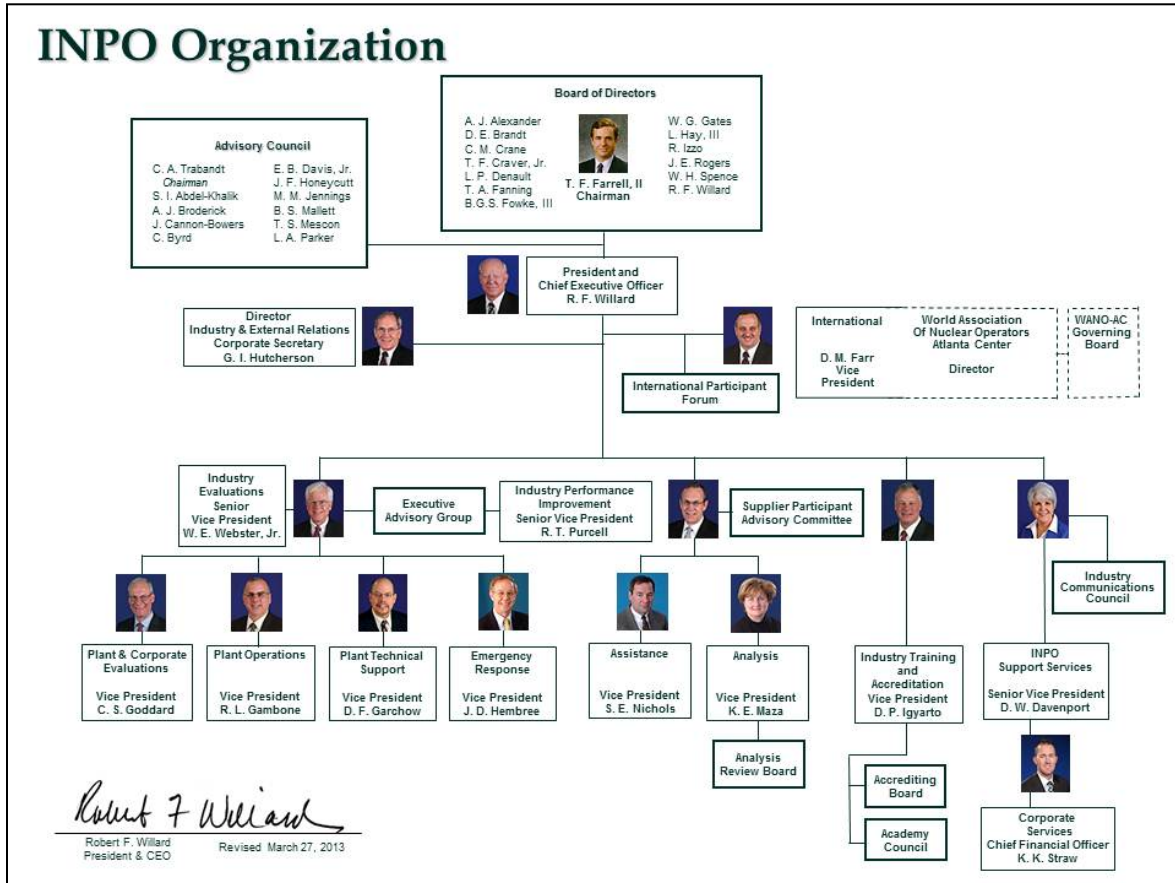 INPO Organization
Board of Directors
A. J. Alexander
D. E. Brandt
C. M. Crane
T. F. Craver, Jr.
L. P. Denault
T. A. Fanning
B.G.S. Fowke, III
T. F. Farrell, II
Chairman
W. G. Gates
L. Hay, III
R. Izzo
J. E. Rogers
W. H. Spence
R. F. Willard
Advisory Council
C. A. Trabandt
Chairman
S. I. Abdel-Khalik
A. J. Broderick
J. Cannon-Bowers
C. Byrd
E. B. Davis, Jr.
J. F. Honeycutt
M. M. Jennings
B. S. Mallett
T. S. Mescon
L. A. Parker
President and
Chief Executive Officer
R. F. Willard
Director
Industry & External Relations
Corporate Secretary
G. I. Hutcherson
International Participant
Forum
International
D. M. Farr
Vice
President
World Association
Of Nuclear Operators
Atlanta Center
Director
WANO-AC
Governing
Board
Industry
Evaluations
Senior
Vice President
W. E. Webster, Jr.
Executive
Advisory Group
Industry Performance
Improvement
Senior Vice President
R. T. Purcell
Supplier Participant
Advisory Committee
Industry
Communications
Council
Plant & Corporate
Evaluations
Vice President
C. S. Goddard
Plant Operations
Vice President
R. L. Gambone
Plant Technical
Support
Vice President
D. F. Garchow
Emergency
Response
Vice President
J. D. Hembree
Assistance
Vice President
S. E. Nichols
Analysis
Vice President
K. E. Maza
Analysis
Review Board
Industry Training
and
Accreditation
Vice President
D. P. Igyarto
Accrediting
Board
Academy
Council
INPO
Support Services
Senior Vice President
D. W. Davenport
Corporate
Services
Chief Financial Officer
K. K. Straw
Robert F Willard
Robert F. Willard
President & CEO
Revised March 27, 2013